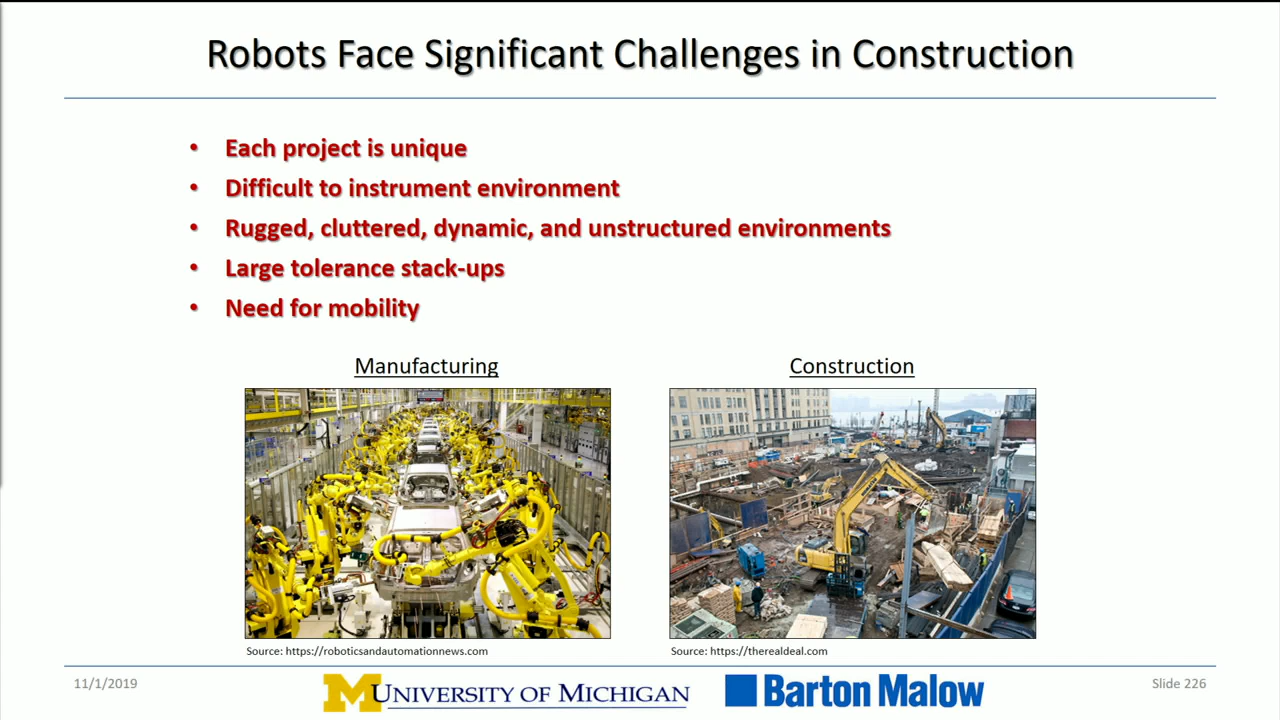 Robots Face Significant Challenges in Construction
• Each project is unique
• Difficult to instrument environment
• Rugged, cluttered, dynamic, and unstructured environments
• Large tolerance stack-ups
• Need for mobility
Manufacturing
Construction
Source: https://roboticsandautomationnews.com
Source: https://therealdeal.com
11/1/2019
M UNIVERSITY OF MICHIGAN
Barton Malow
Slide 226